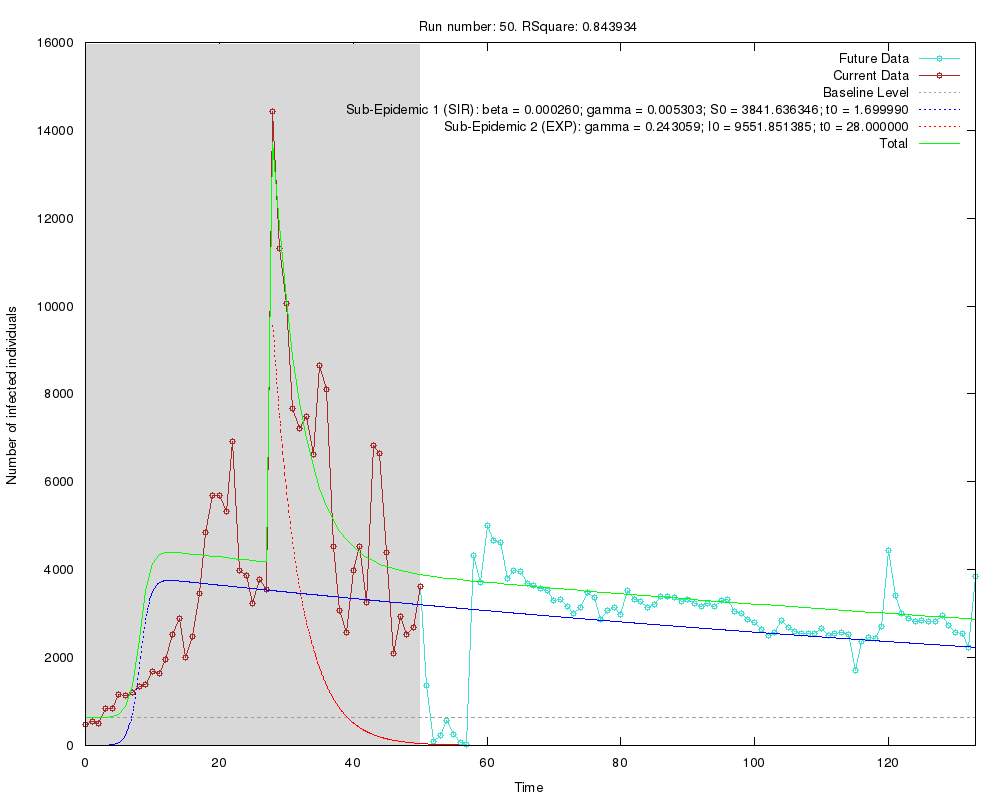 Run number: 50. RSquare: 0.843934
16000
14000
12000
10000
8000
6000
4000
2000
0
Number of infected individuals
Future Data
Current Data
Baseline Level
Sub-Epidemic 1 (SIR): beta = 0.000260; gamma = 0.005303; S0 = 3841.636346; t0 = 1.699990
Sub-Epidemic 2 (EXP): gamma = 0.243059; I0 = 9551.851385; t0 = 28.000000
Total
0 20 40 60 80 100 120
Time